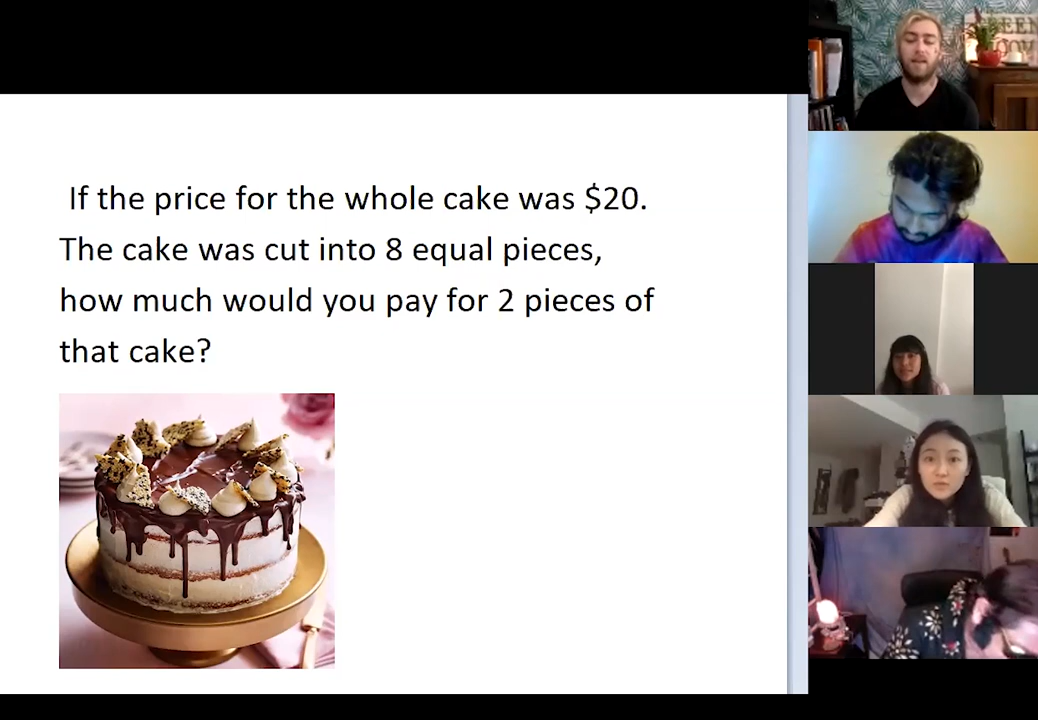 If the price for the whole cake was $20.
The cake was cut into 8 equal pieces,
how much would you pay for 2 pieces of
that cake?